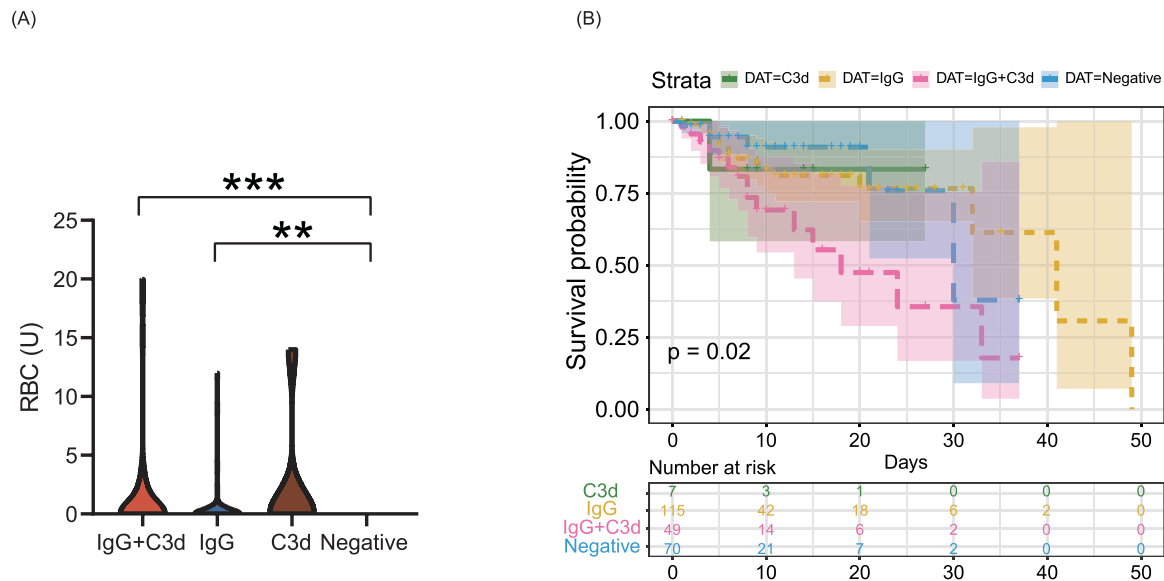 (A)
(B)
***
**
25
20
15
10
5
0
RBC (U)
IgG+C3d IgG C3d Negative
Strata DAT=C3d DAT=IgG DAT=IgG+C3d DAT=Negative
1.00
0.75
0.50
0.25
0.00
Survival probability
p = 0.02
0 10 20 30 40 50
Days
Number at risk
C3d 7 3 1 0 0 0
IgG 115 42 18 6 2 0
IgG+C3d 49 14 6 2 0 0
Negative 70 21 7 2 0 0
0 10 20 30 40 50